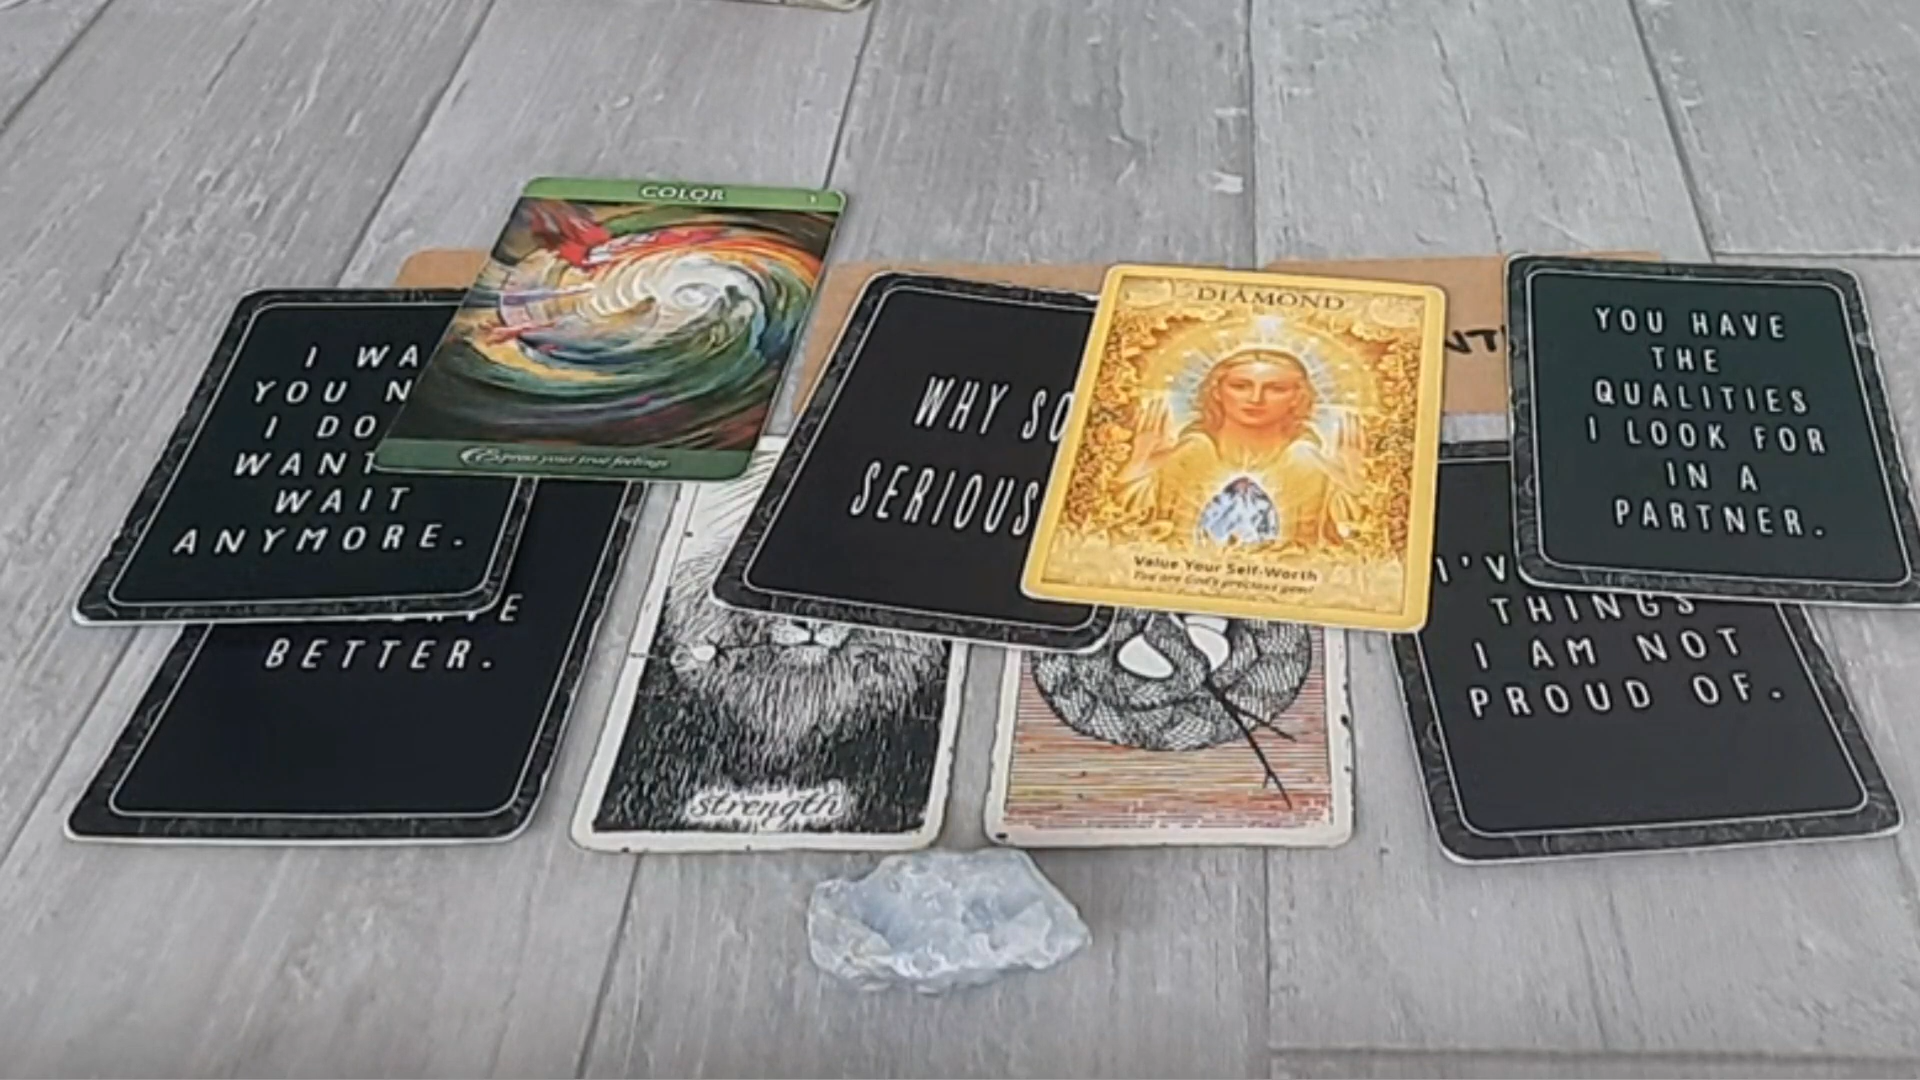 COLOR
Express your true feelings
I WA
YOU N
I DO
WANT
WAIT
ANYMORE.
BETTER.
strength
WHY SO
SERIOUS
DIAMOND
Value Your Self-Worth
You are God's precious gem!
NT
YOU HAVE
THE
QUALITIES
I LOOK FOR
IN A
PARTNER.
I'V
THINGS
I AM NOT
PROUD OF.